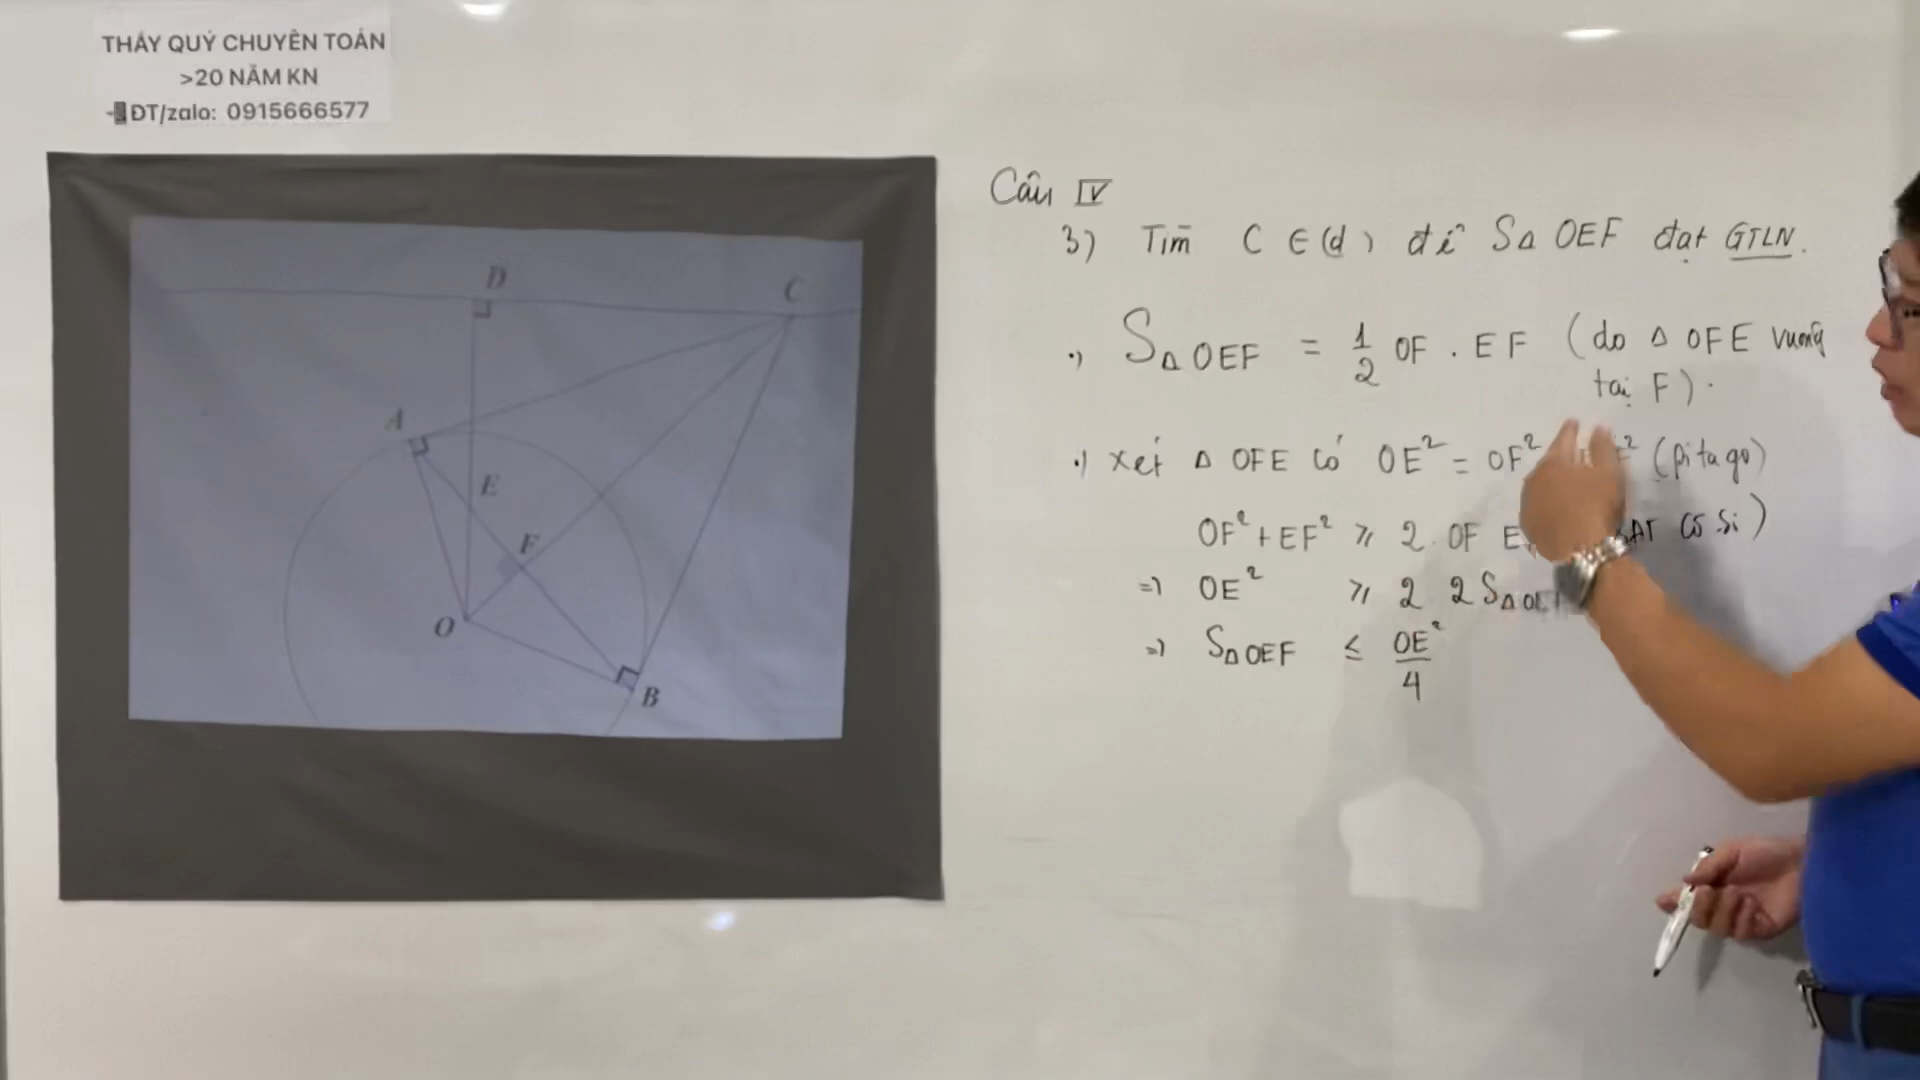 THẦY QUÝ CHUYÊN TOÁN
>20 NĂM KN
ĐT/zalo: 0915666577
D
C
A
E
F
O
B
Câu IV
3) Tìm C ∈ (d) để S△ OEF đạt GTLN.
•) S△OEF = 1/2 OF . EF (do △ OFE vuông
tại F).
•) Xét △ OFE có OE² = OF² (pitago)
OF² + EF² ⩾ 2. OF BĐT Cô Si)
=> OE² ⩾ 2 2S△
=> S△OEF ≤ OE²/4